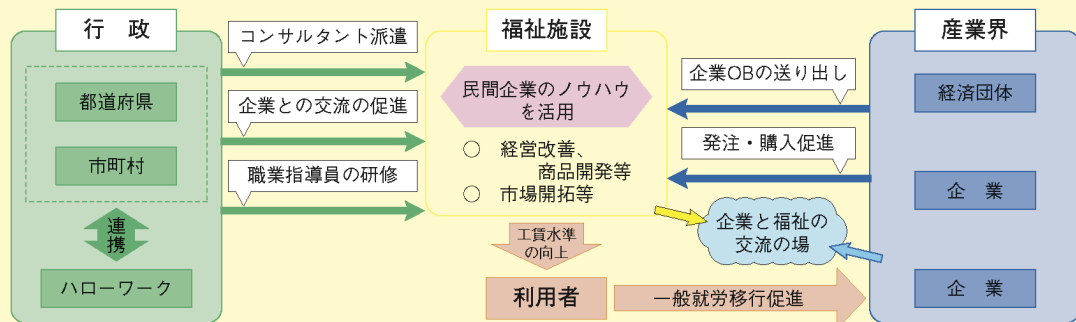 行　政
都道府県
市町村
連携
ハローワーク
コンサルタント派遣
企業との交流の促進
職業指導員の研修
福祉施設
民間企業のノウハウ
を活用
○　経営改善、
商品開発等
○　市場開拓等
工賃水準
の向上
利用者
一般就労移行促進
企業OBの送り出し
発注・購入促進
企業と福祉の
交流の場
産業界
経済団体
企　業
企　業